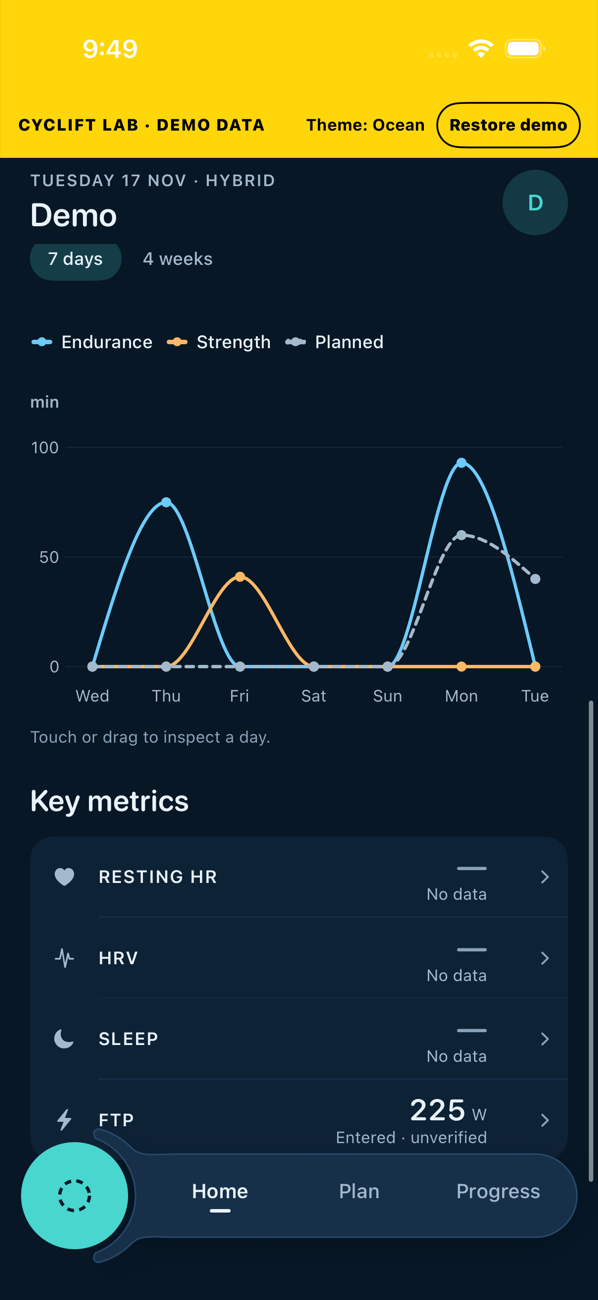 9:49
CYCLIFT LAB · DEMO DATA Theme: Ocean Restore demo
TUESDAY 17 NOV · HYBRID
Demo
D
7 days 4 weeks
Endurance Strength Planned
min
100
50
0
Wed Thu Fri Sat Sun Mon Tue
Touch or drag to inspect a day.
Key metrics
RESTING HR —
No data
HRV —
No data
SLEEP —
No data
FTP 225 W
Entered · unverified
Home Plan Progress